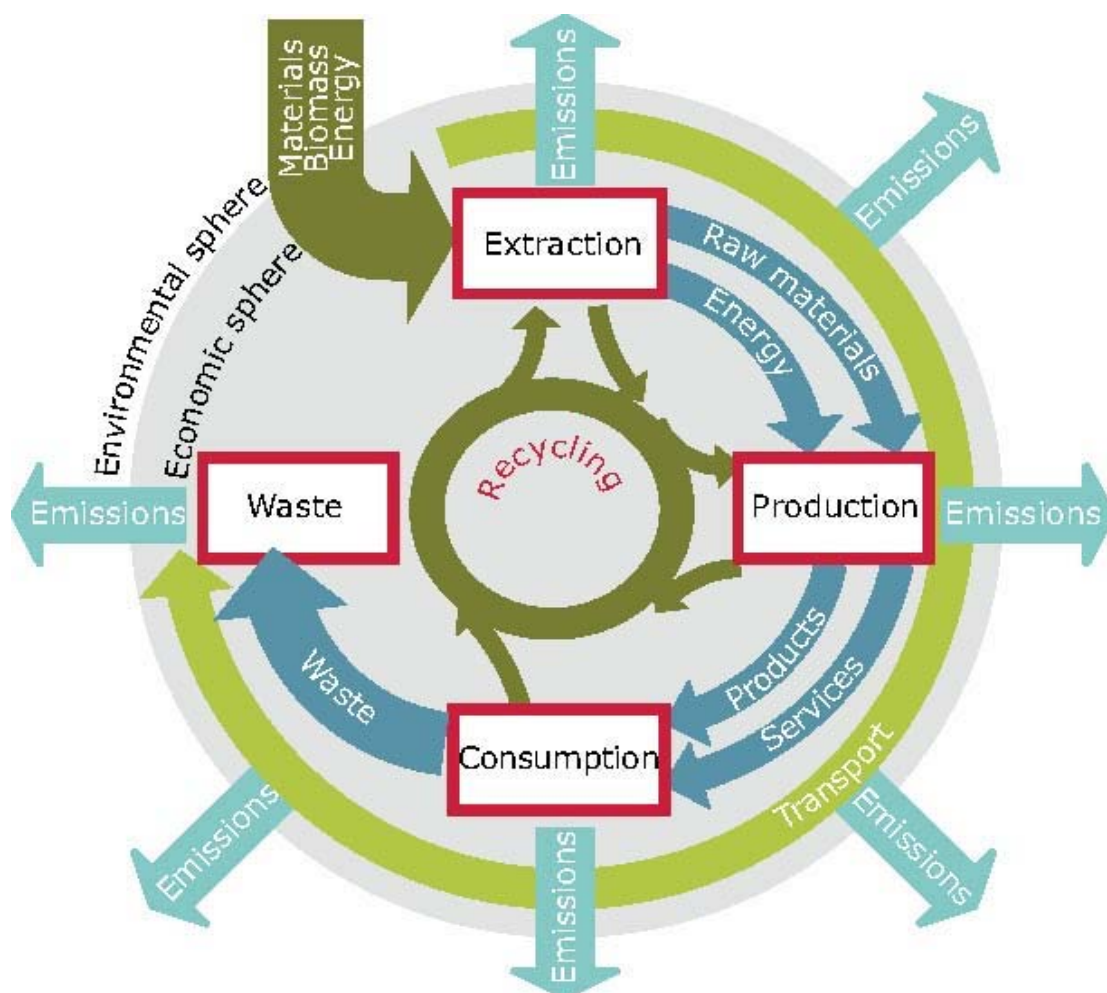 Materials
Biomass
Energy
Emissions
Emissions
Environmental sphere
Economic sphere
Extraction
Raw materials
Energy
Recycling
Emissions
Waste
Production
Emissions
Waste
Products
Services
Consumption
Transport
Emissions
Emissions
Emissions